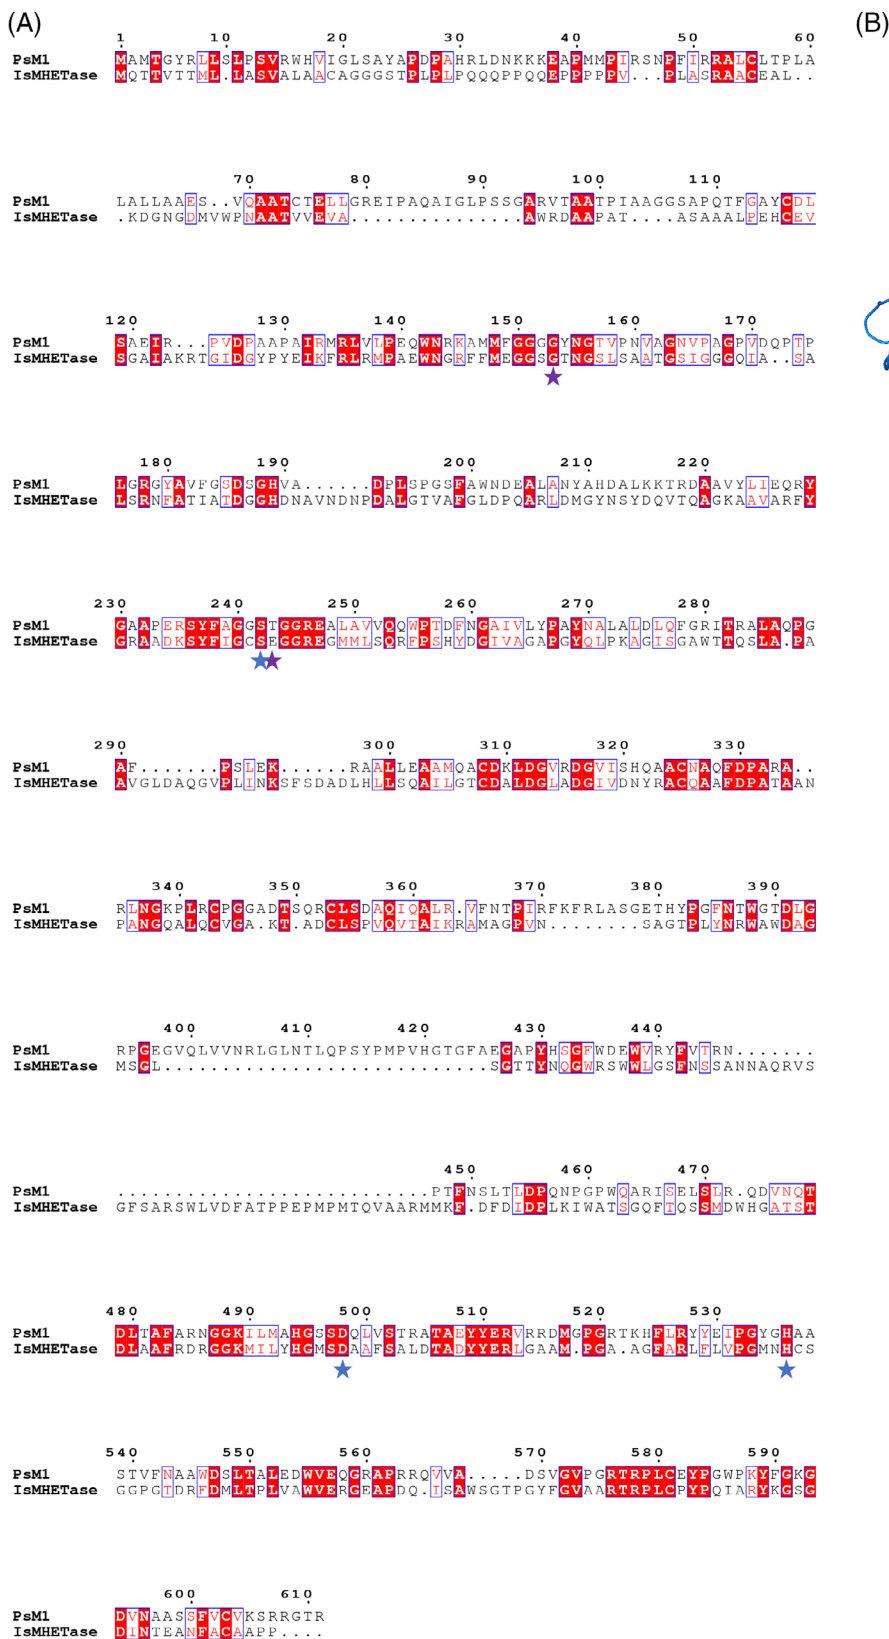 (A)
(B)
1 10 20 30 40 50 60
PsM1 MAMTGYRLLSLPSVRWHVIGLSAYAPDPAHRLDNKKKEAPMMPIRSNPFIRRALCLTPLA
IsMHETase MQTTVTTML.LASVALAACAGGGSTPLPLPQQQPPQQEPPPPPV...PLASRAACEAL..
70 80 90 100 110
PsM1 LALLAAES..VQAATCTELLGREIPAQAIGLPSSGARVTAATPIAAGGSAPQTFGAYCDL
IsMHETase .KDGNGDMVWPNAATVVEVA...............AWRDAAPAT....ASAAALPEHCEV
120 130 140 150 160 170
PsM1 SAEIR...PVDPAAPAIRMRLVLPEQWNRKAMMFGGGGYNGTVPNVAGNVPAGPVDQPTP
IsMHETase SGAIAKRTGIDGYPYEIKFRLRMPAEWNGRFFMEGGSGTNGSLSAATGSIGGGQIA..SA
180 190 200 210 220
PsM1 LGRGYAVFGSDSGHVA......DPLSPGSFAWNDEALANYAHDALKKTRDAAVYLIEQRY
IsMHETase LSRNFATIATDGGHDNAVNDNPDALGTVAFGLDPQARLDMGYNSYDQVTQAGKAAVARFY
230 240 250 260 270 280
PsM1 GAAPERSYFAGGSTGGREALAVVQQWPTDFNGAIVLYPAYNALALDLQFGRITRALAQPG
IsMHETase GRAADKSYFIGCSEGGREGMMLSQRFPSHYDGIVAGAPGYQLPKAGISGAWTTQSLA.PA
290 300 310 320 330
PsM1 AF.......PSLEK......RAALLEAAMQACDKLDGVRDGVISHQAACNAQFDPARA..
IsMHETase AVGLDAQGVPLINKSFSDADLHLLSQAILGTCDALDGLADGIVDNYRACQAAFDPATAAN
340 350 360 370 380 390
PsM1 RLNGKPLRCPGGADTSQRCLSDAQIQALR.VFNTPIRFKFRLASGETHYPGFNTWGTDLG
IsMHETase PANGQALQCVGA.KT.ADCLSPVQVTAIKRAMAGPVN........SAGTPLYNRWAWDAG
400 410 420 430 440
PsM1 RPGEGVQLVVNRLGLNTLQPSYPMPVHGTGFAEGAPYHSGFWDEWVRYFVTRN.......
IsMHETase MSGL............................SGTTYNQGWRSWWLGSFNSSANNAQRVS
450 460 470
PsM1 ...........................PTFNSLTLDPQNPGPWQARISELSLR.QDVNQT
IsMHETase GFSARSWLVDFATPPEPMPMTQVAARMMKF.DFDIDPLKIWATSGQFTQSSMDWHGATST
480 490 500 510 520 530
PsM1 DLTAFARNGGKILMAHGSSDQLVSTRATAEYYERVRRDMGPGRTKHFLRYYEIPGYGHAA
IsMHETase DLAAFRDRGGKMILYHGMSDAAFSALDTADYYERLGAAM.PGA.AGFARLFLVPGMNHCS
540 550 560 570 580 590
PsM1 STVFNAAWDSLTALEDWVEQGRAPRRQVVA.....DSVGVPGRTRPLCEYPGWPKYFGKG
IsMHETase GGPGTDRFDMLTPLVAWVERGEAPDQ.ISAWSGTPGYFGVAARTRPLCPYPQIARYKGSG
600 610
PsM1 DVNAASSFVCVKSRRGTR
IsMHETase DINTEANFACAAPP....